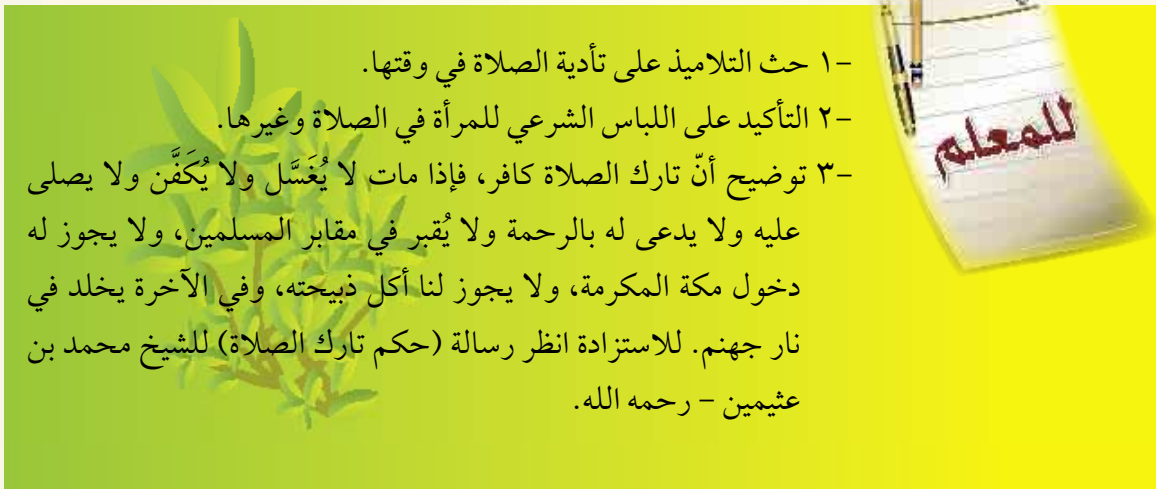 للمعلم
١- حث التلاميذ على تأدية الصلاة في وقتها.
٢- التأكيد على اللباس الشرعي للمرأة في الصلاة وغيرها.
٣- توضيح أنّ تارك الصلاة كافر، فإذا مات لا يُغَسَّل ولا يُكَفَّن ولا يصلى
عليه ولا يدعى له بالرحمة ولا يُقبر في مقابر المسلمين، ولا يجوز له
دخول مكة المكرمة، ولا يجوز لنا أكل ذبيحته، وفي الآخرة يخلد في
نار جهنم. للاستزادة انظر رسالة (حكم تارك الصلاة) للشيخ محمد بن
عثيمين - رحمه الله.